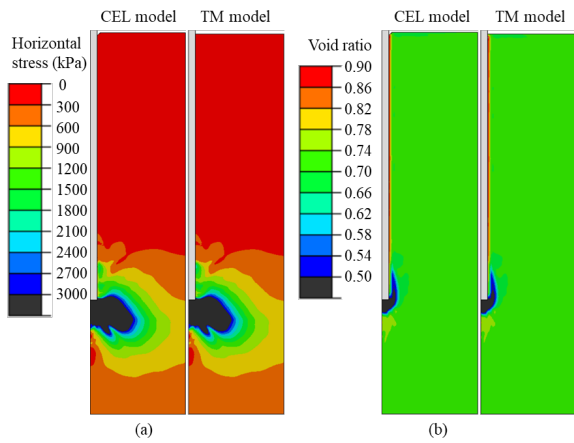 CEL model
TM model
Horizontal
stress (kPa)
0
300
600
900
1200
1500
1800
2100
2400
2700
3000
(a)
CEL model
TM model
Void ratio
0.90
0.86
0.82
0.78
0.74
0.70
0.66
0.62
0.58
0.54
0.50
(b)